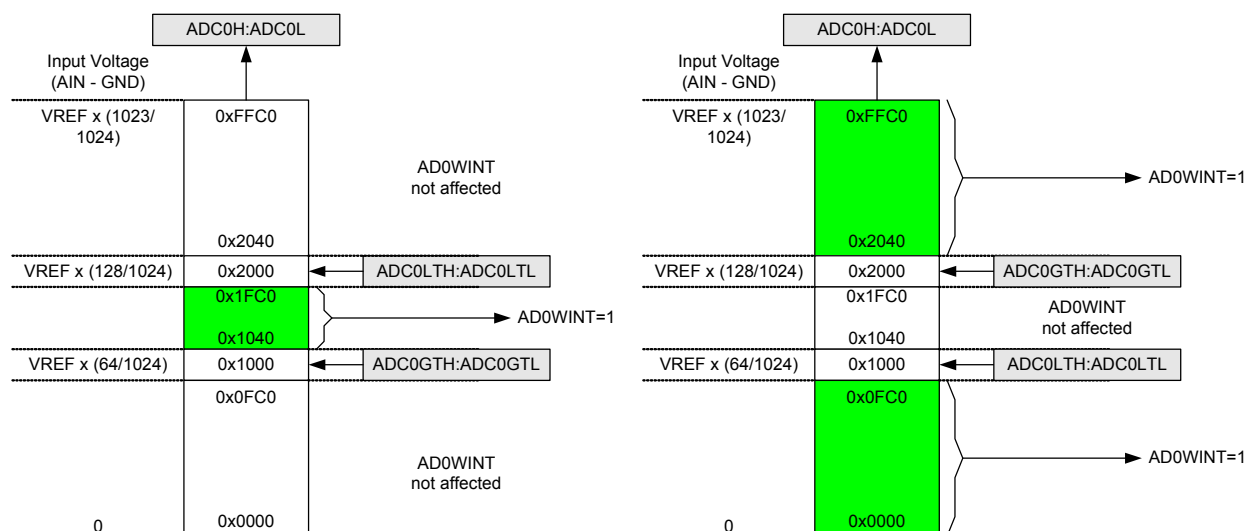 ADC0H:ADC0L
Input Voltage
(AIN - GND)
VREF x (1023/
1024)
0xFFC0
AD0WINT
not affected
0x2040
VREF x (128/1024)
0x2000
ADC0LTH:ADC0LTL
0x1FC0
AD0WINT=1
0x1040
VREF x (64/1024)
0x1000
ADC0GTH:ADC0GTL
0x0FC0
AD0WINT
not affected
0
0x0000
ADC0H:ADC0L
Input Voltage
(AIN - GND)
VREF x (1023/
1024)
0xFFC0
AD0WINT=1
0x2040
VREF x (128/1024)
0x2000
ADC0GTH:ADC0GTL
0x1FC0
AD0WINT
not affected
0x1040
VREF x (64/1024)
0x1000
ADC0LTH:ADC0LTL
0x0FC0
AD0WINT=1
0
0x0000